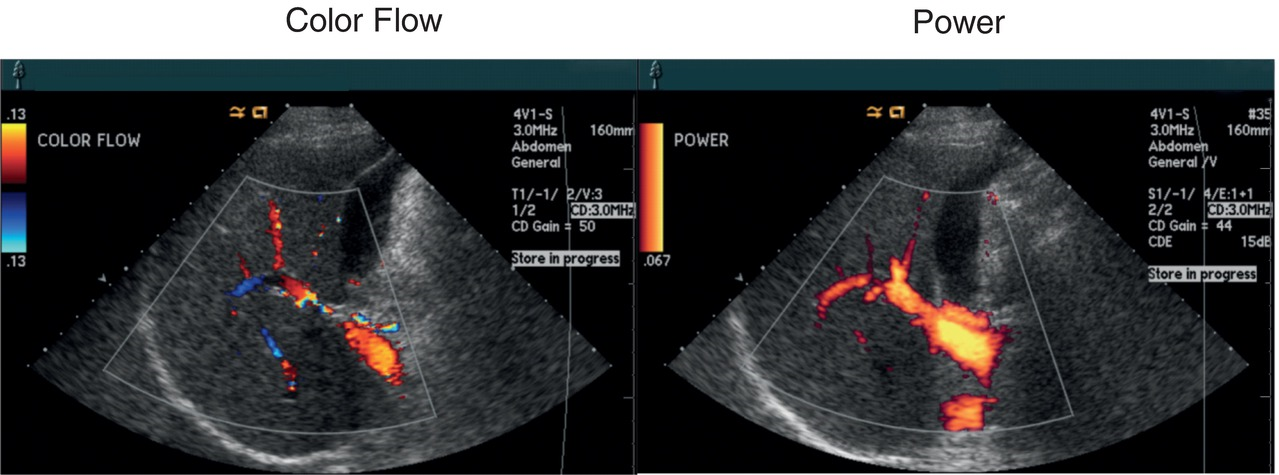 Color Flow
Power
.13
COLOR FLOW
.13
4V1-S
3.0MHz 160mm
Abdomen
General
T1/-1/ 2/V:3
1/2 CD:3.0MHz
CD Gain = 50
Store in progress
POWER
.067
4V1-S #35
3.0MHz 160mm
Abdomen
General /V
S1/-1/ 4/E:1+1
2/2 CD:3.0MHz
CD Gain = 44
CDE 15dB
Store in progress